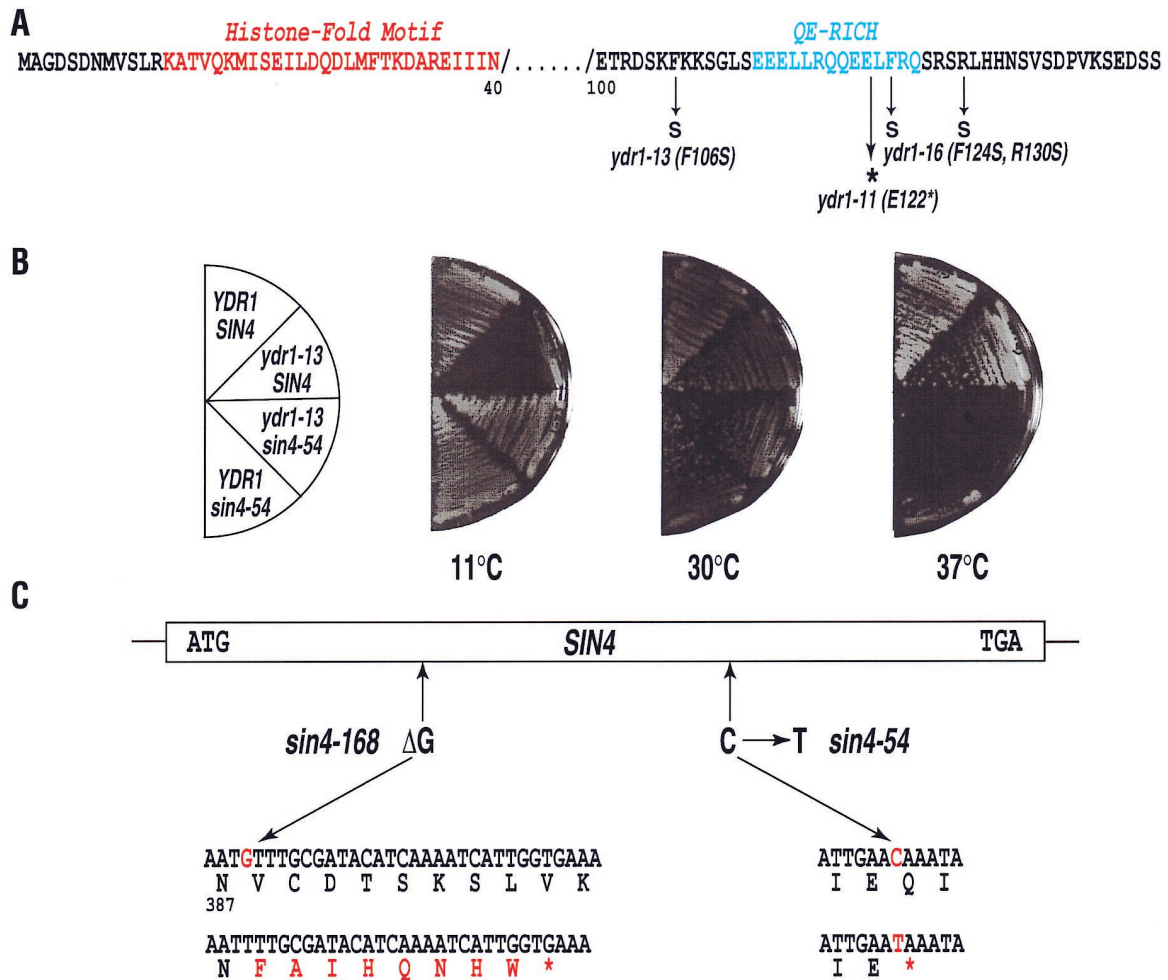 A
Histone-Fold Motif QE-RICH
MAGDSDNMVSLRKATVQKMISEILDQDLMFTKDAREIIIN/......./ETRDSKFKKSGLSEEELLRQQEELFRQSRSRLHHNSVSDPVKSEDSS
40 100
S S S
ydr1-13 (F106S) ydr1-16 (F124S, R130S)
*
ydr1-11 (E122*)
B
YDR1
SIN4
ydr1-13
SIN4
ydr1-13
sin4-54
YDR1
sin4-54
11°C 30°C 37°C
C
ATG SIN4 TGA
sin4-168 ΔG C T sin4-54
AATGTTTGCGATACATCAAAATCATTGGTGAAA ATTGAACAAATA
N V C D T S K S L V K I E Q I
387
AATTTTGCGATACATCAAAATCATTGGTGAAA ATTGAATAAATA
N F A I H Q N H W * I E *